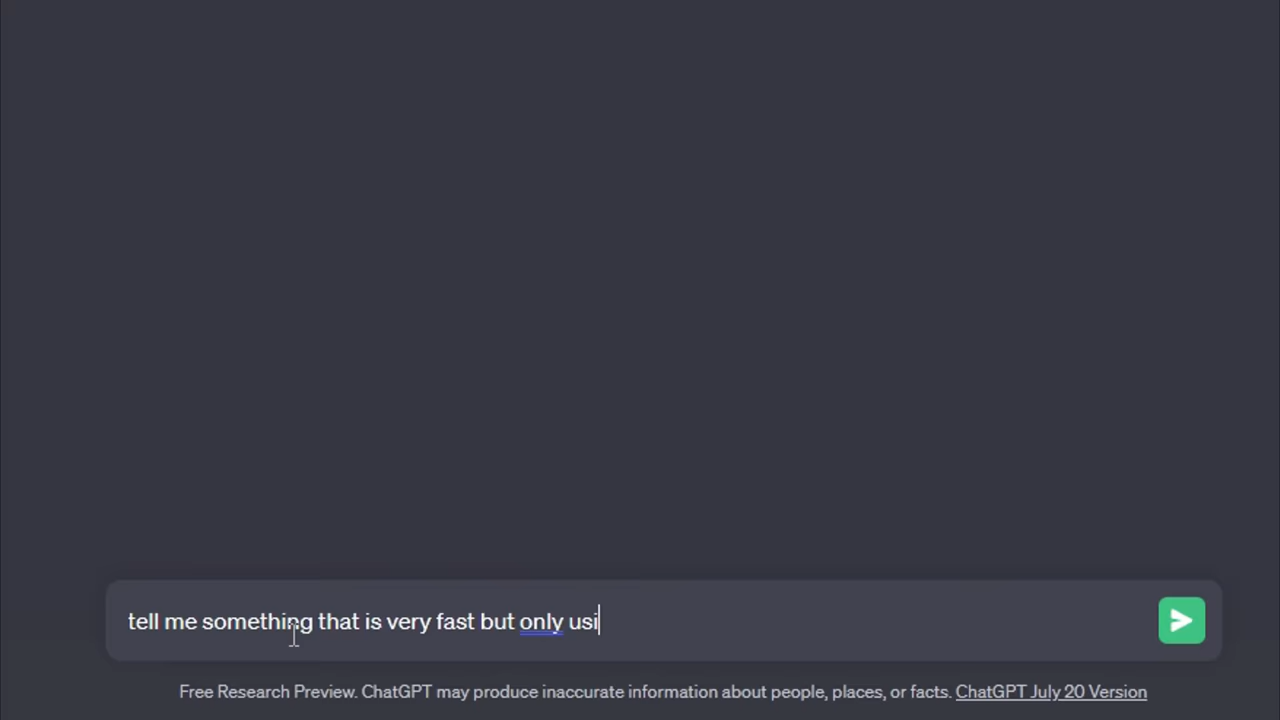 tell me something that is very fast but only usi
Free Research Preview. ChatGPT may produce inaccurate information about people, places, or facts. ChatGPT July 20 Version